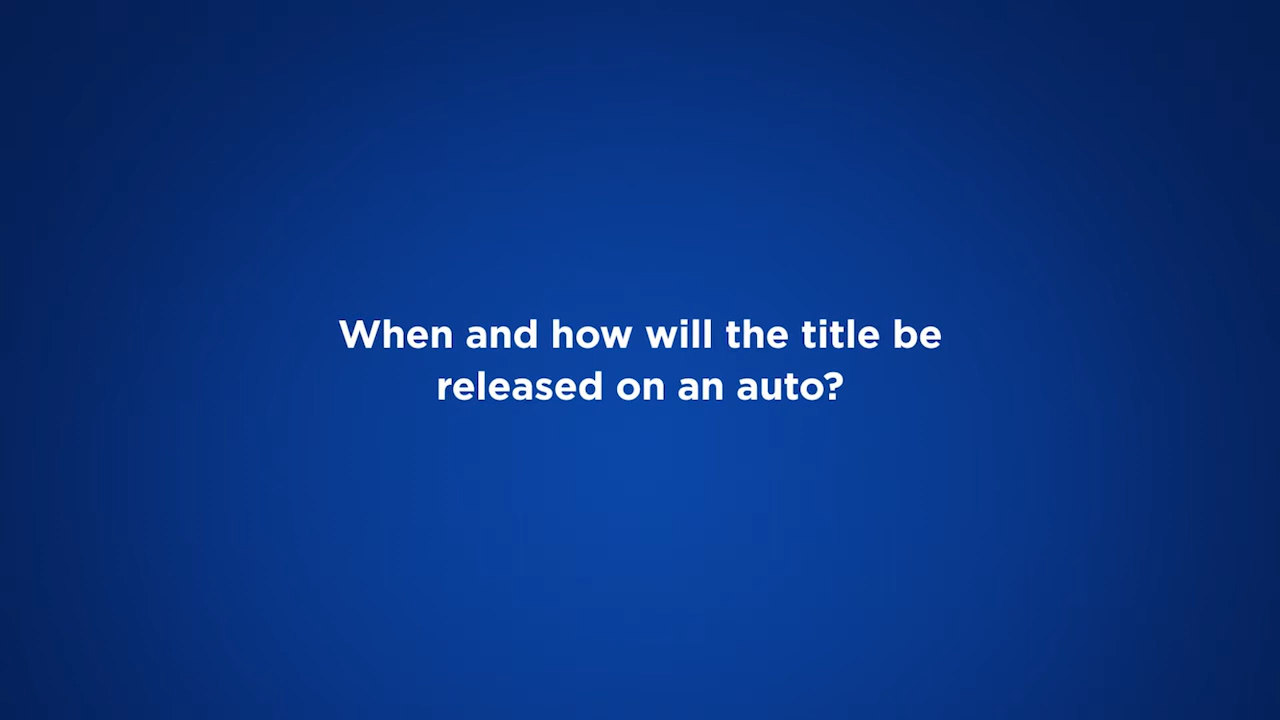 When and how will the title be
released on an auto?